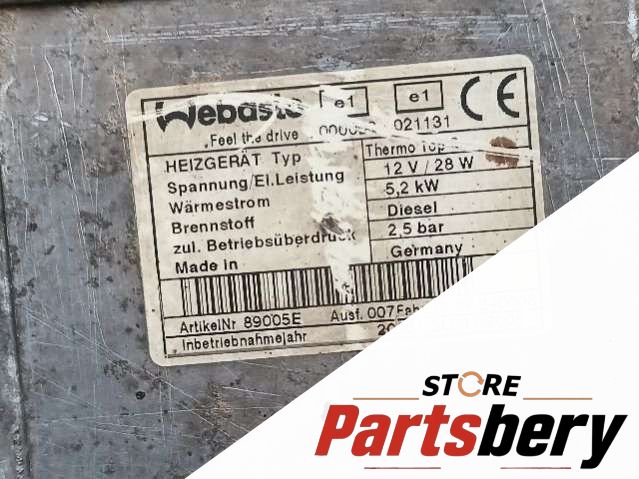 Webasto e1 e1 CE
Feel the drive 021131
HEIZGERÄT Typ Thermo Top
Spannung/El.Leistung 12 V / 28 W
Wärmestrom 5,2 kW
Brennstoff Diesel
zul. Betriebsüberdruck 2,5 bar
Made in Germany
ArtikelNr 89005E Ausf. 007
Inbetriebnahmejahr
STORE
Partsbery